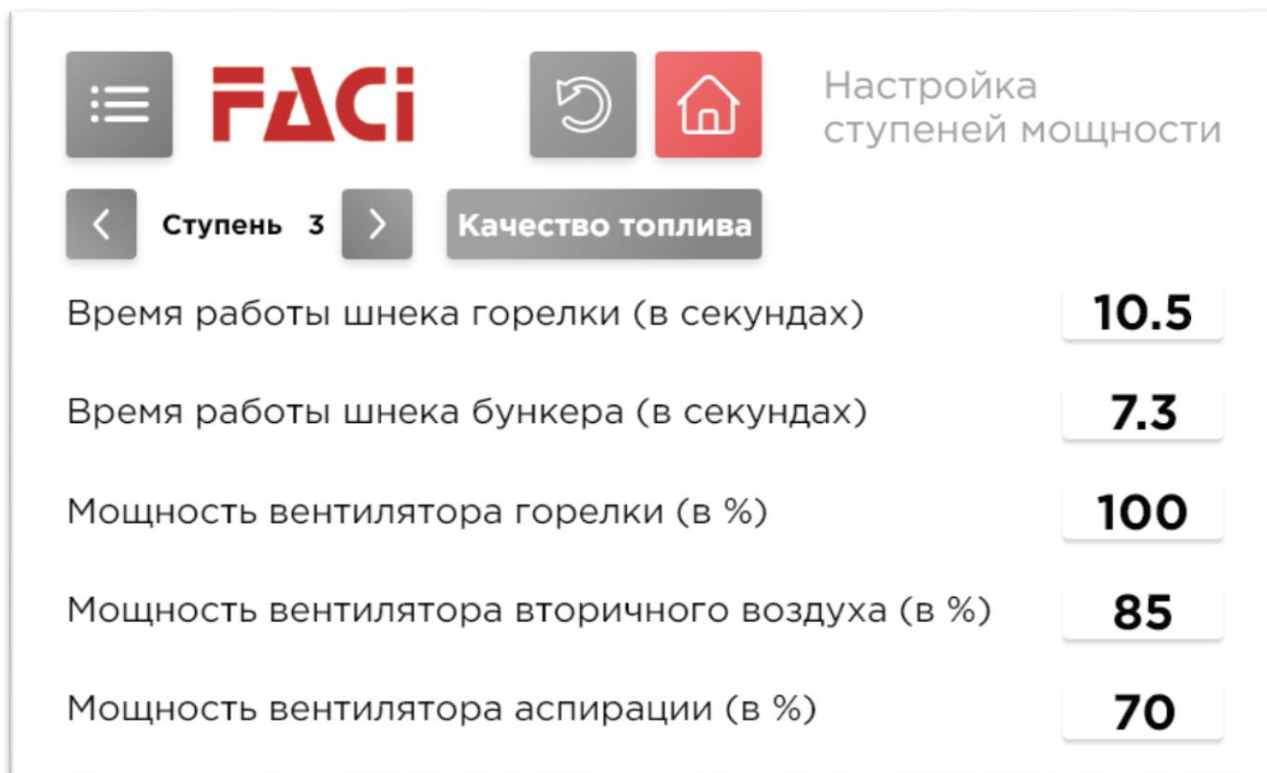 FACi
Настройка
ступеней мощности
Ступень 3
Качество топлива
Время работы шнека горелки (в секундах) 10.5
Время работы шнека бункера (в секундах) 7.3
Мощность вентилятора горелки (в %) 100
Мощность вентилятора вторичного воздуха (в %) 85
Мощность вентилятора аспирации (в %) 70